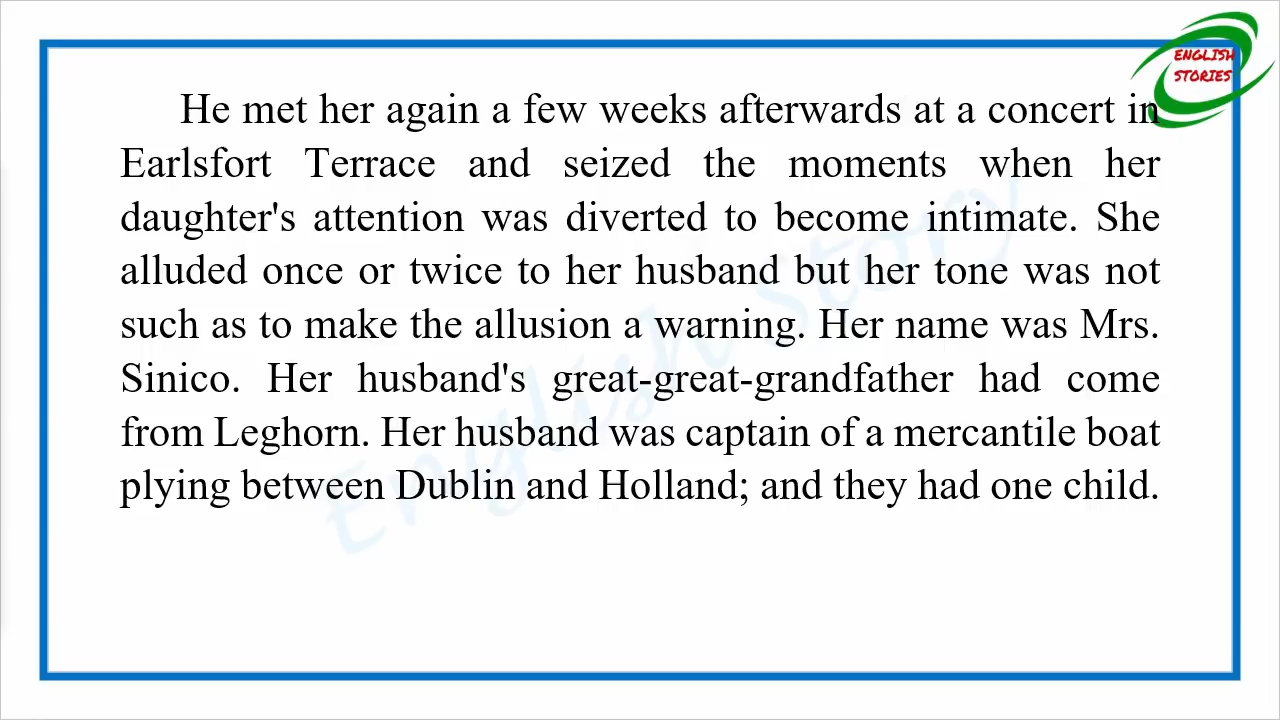 ENGLISH
STORIES
He met her again a few weeks afterwards at a concert in
Earlsfort Terrace and seized the moments when her
daughter's attention was diverted to become intimate. She
alluded once or twice to her husband but her tone was not
such as to make the allusion a warning. Her name was Mrs.
Sinico. Her husband's great-great-grandfather had come
from Leghorn. Her husband was captain of a mercantile boat
plying between Dublin and Holland; and they had one child.
English Story